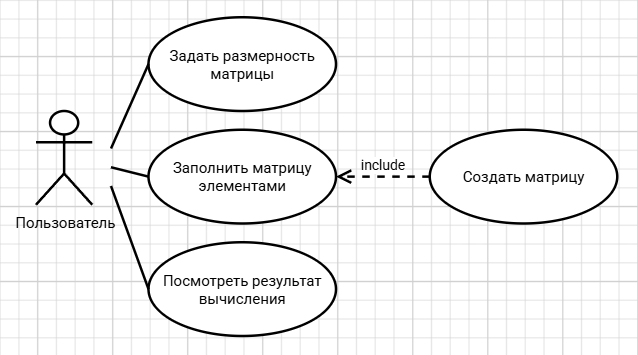 Задать размерность
матрицы
Заполнить матрицу
элементами
include
Создать матрицу
Пользователь
Посмотреть результат
вычисления